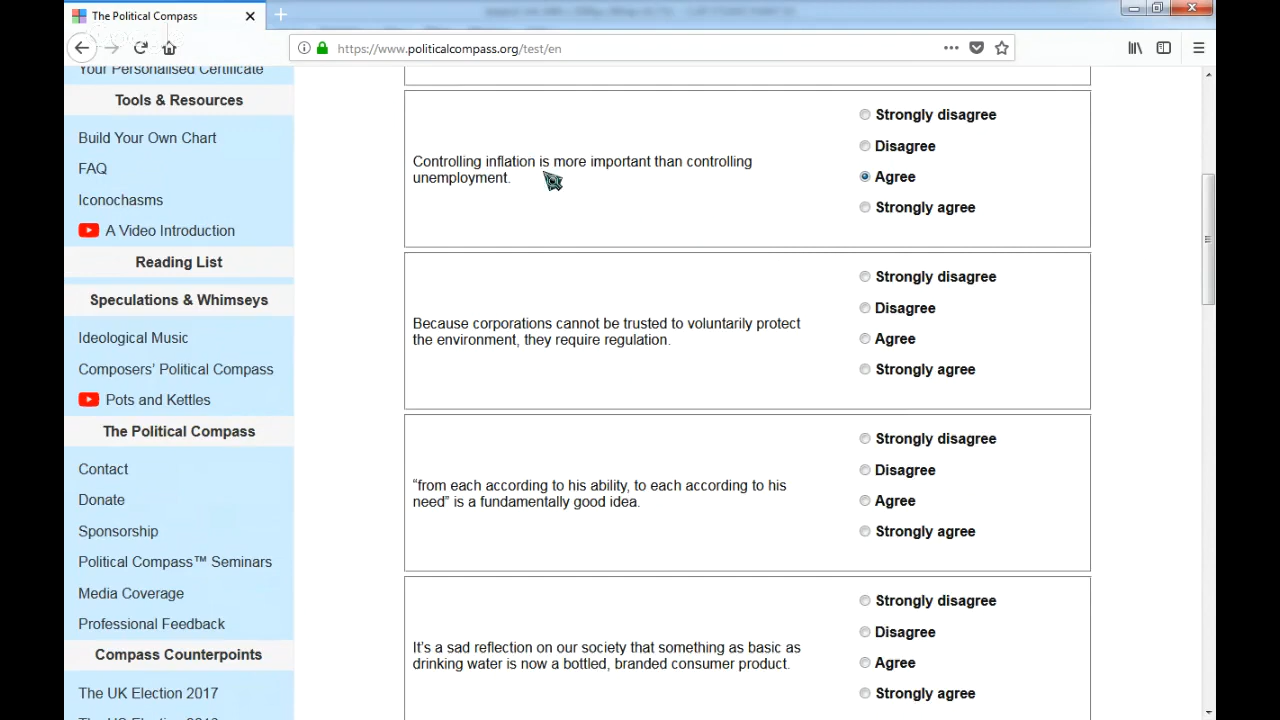 The Political Compass
https://www.politicalcompass.org/test/en
Your Personalised Certificate
Tools & Resources
Build Your Own Chart
FAQ
Iconochasms
A Video Introduction
Reading List
Speculations & Whimseys
Ideological Music
Composers’ Political Compass
Pots and Kettles
The Political Compass
Contact
Donate
Sponsorship
Political Compass™ Seminars
Media Coverage
Professional Feedback
Compass Counterpoints
The UK Election 2017
Controlling inflation is more important than controlling
unemployment.
Strongly disagree
Disagree
Agree
Strongly agree
Because corporations cannot be trusted to voluntarily protect
the environment, they require regulation.
Strongly disagree
Disagree
Agree
Strongly agree
“from each according to his ability, to each according to his
need” is a fundamentally good idea.
Strongly disagree
Disagree
Agree
Strongly agree
It’s a sad reflection on our society that something as basic as
drinking water is now a bottled, branded consumer product.
Strongly disagree
Disagree
Agree
Strongly agree